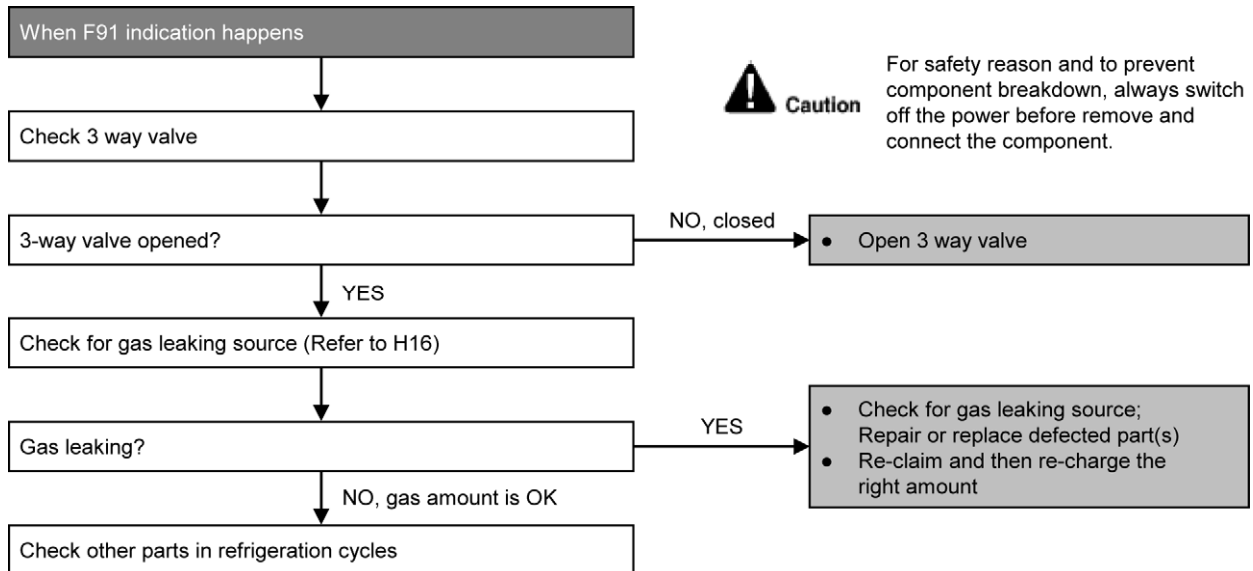 When F91 indication happens
Caution
For safety reason and to prevent
component breakdown, always switch
off the power before remove and
connect the component.
Check 3 way valve
3-way valve opened?
NO, closed
● Open 3 way valve
YES
Check for gas leaking source (Refer to H16)
Gas leaking?
YES
● Check for gas leaking source;
Repair or replace defected part(s)
● Re-claim and then re-charge the
right amount
NO, gas amount is OK
Check other parts in refrigeration cycles